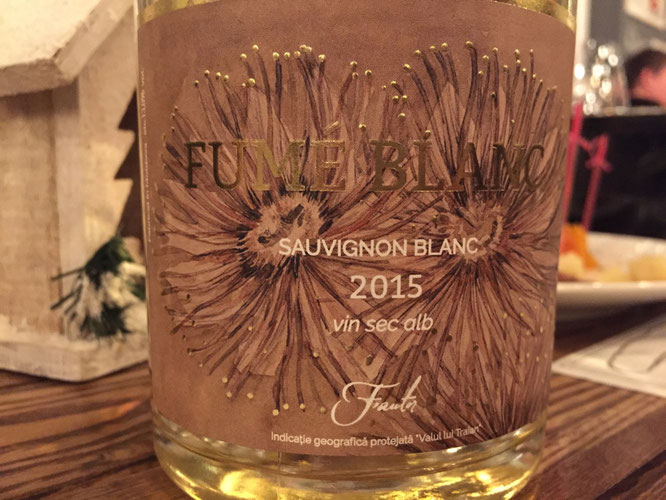 FUMÉ BLANC
SAUVIGNON BLANC
2015
vin sec alb
Fautor
Indicație geografică protejată "Valul lui Traian"